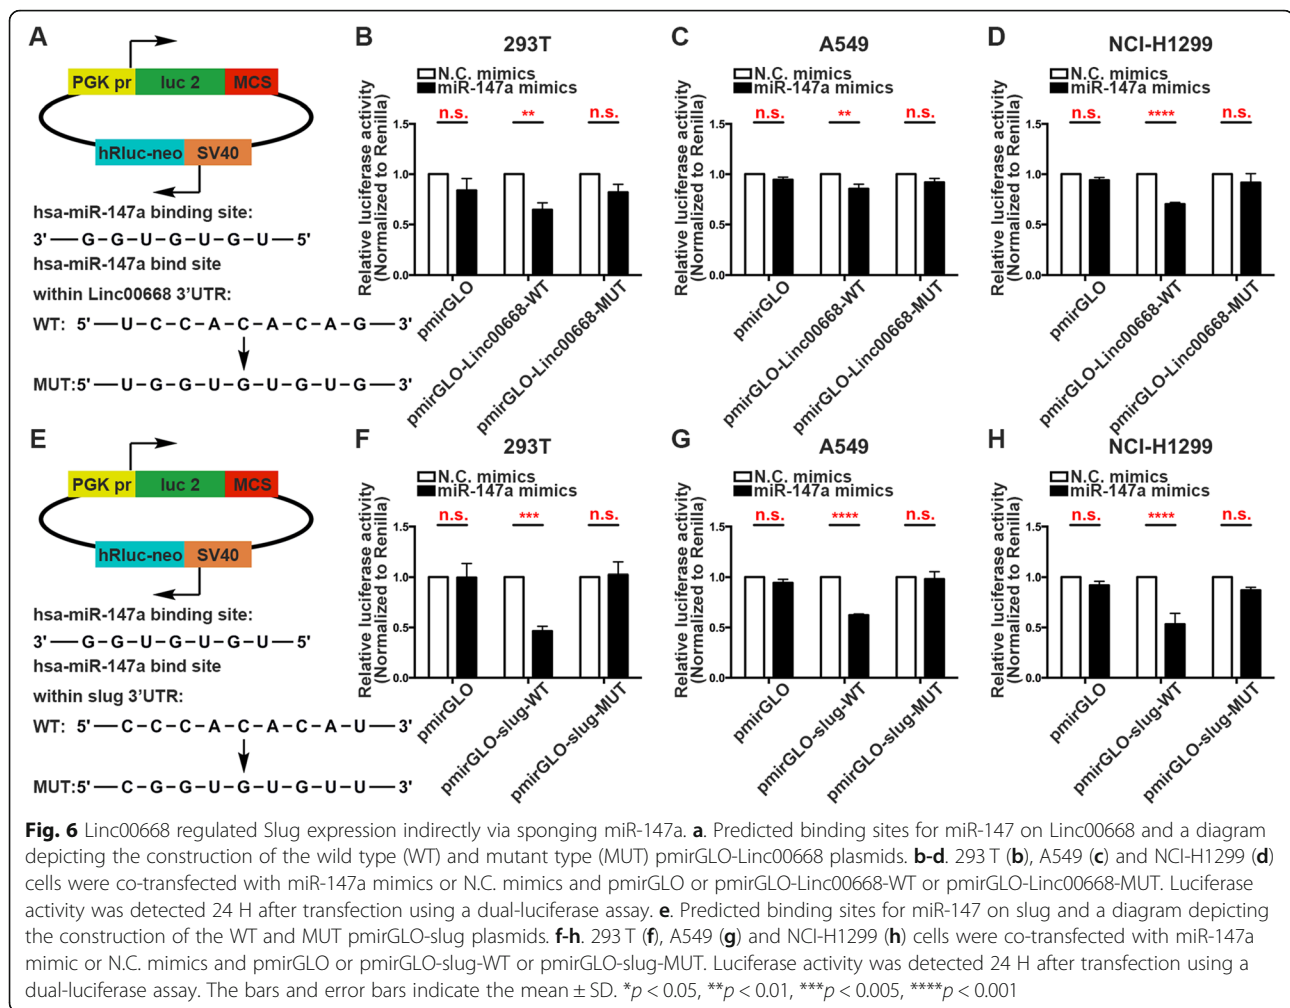 A
PGK pr luc 2 MCS
hRluc-neo SV40
hsa-miR-147a binding site:
3' G-G-U-G-U-G-U 5'
hsa-miR-147a bind site
within Linc00668 3'UTR:
WT: 5' U-C-C-A-C-A-C-A-G 3'
MUT:5' U-G-G-U-G-U-G-U-G 3'
B
293T
N.C. mimics
miR-147a mimics
Relative luciferase activity
(Normalized to Renilla)
n.s. ** n.s.
1.5
1.0
0.5
0.0
pmirGLO
pmirGLO-Linc00668-WT
pmirGLO-Linc00668-MUT
C
A549
N.C. mimics
miR-147a mimics
Relative luciferase activity
(Normalized to Renilla)
n.s. ** n.s.
1.5
1.0
0.5
0.0
pmirGLO
pmirGLO-Linc00668-WT
pmirGLO-Linc00668-MUT
D
NCI-H1299
N.C. mimics
miR-147a mimics
Relative luciferase activity
(Normalized to Renilla)
n.s. **** n.s.
1.5
1.0
0.5
0.0
pmirGLO
pmirGLO-Linc00668-WT
pmirGLO-Linc00668-MUT
E
PGK pr luc 2 MCS
hRluc-neo SV40
hsa-miR-147a binding site:
3' G-G-U-G-U-G-U 5'
hsa-miR-147a bind site
within slug 3'UTR:
WT: 5' C-C-C-A-C-A-C-A-U 3'
MUT:5' C-G-G-U-G-U-G-U-U 3'
F
293T
N.C. mimics
miR-147a mimics
Relative luciferase activity
(Normalized to Renilla)
n.s. *** n.s.
1.5
1.0
0.5
0.0
pmirGLO
pmirGLO-slug-WT
pmirGLO-slug-MUT
G
A549
N.C. mimics
miR-147a mimics
Relative luciferase activity
(Normalized to Renilla)
n.s. **** n.s.
1.5
1.0
0.5
0.0
pmirGLO
pmirGLO-slug-WT
pmirGLO-slug-MUT
H
NCI-H1299
N.C. mimics
miR-147a mimics
Relative luciferase activity
(Normalized to Renilla)
n.s. **** n.s.
1.5
1.0
0.5
0.0
pmirGLO
pmirGLO-slug-WT
pmirGLO-slug-MUT
Fig. 6 Linc00668 regulated Slug expression indirectly via sponging miR-147a. a. Predicted binding sites for miR-147 on Linc00668 and a diagram
depicting the construction of the wild type (WT) and mutant type (MUT) pmirGLO-Linc00668 plasmids. b-d. 293 T (b), A549 (c) and NCI-H1299 (d)
cells were co-transfected with miR-147a mimics or N.C. mimics and pmirGLO or pmirGLO-Linc00668-WT or pmirGLO-Linc00668-MUT. Luciferase
activity was detected 24 H after transfection using a dual-luciferase assay. e. Predicted binding sites for miR-147 on slug and a diagram depicting
the construction of the WT and MUT pmirGLO-slug plasmids. f-h. 293 T (f), A549 (g) and NCI-H1299 (h) cells were co-transfected with miR-147a
mimic or N.C. mimics and pmirGLO or pmirGLO-slug-WT or pmirGLO-slug-MUT. Luciferase activity was detected 24 H after transfection using a
dual-luciferase assay. The bars and error bars indicate the mean ± SD. *p < 0.05, **p < 0.01, ***p < 0.005, ****p < 0.001